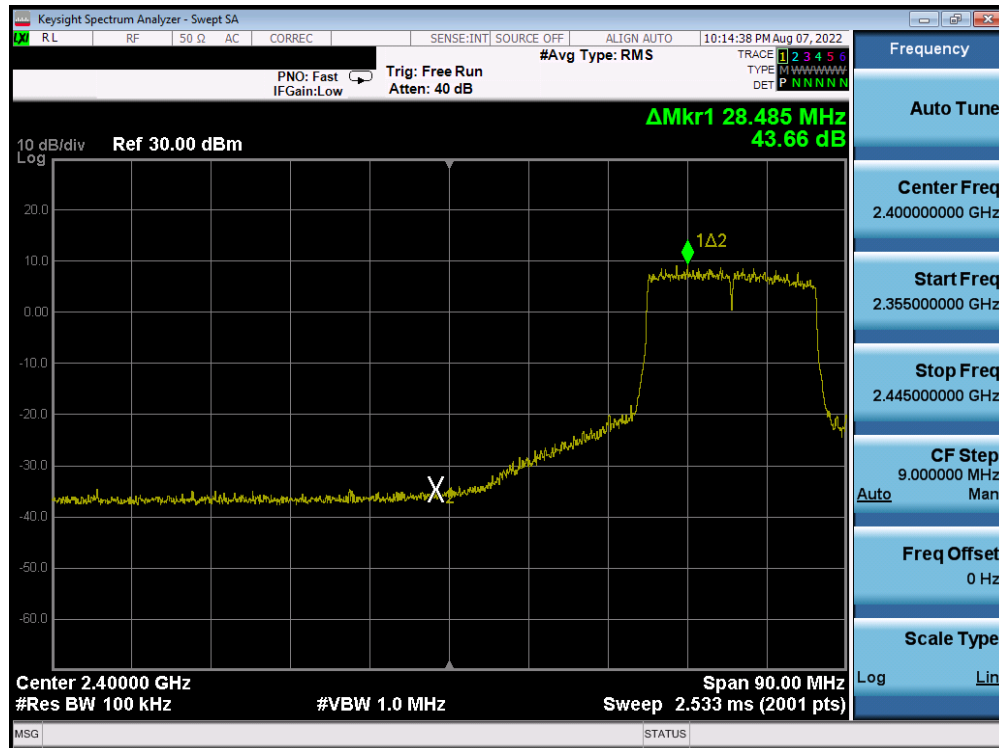 Keysight Spectrum Analyzer - Swept SA
LXI RL RF 50 Ω AC CORREC SENSE:INT SOURCE OFF ALIGN AUTO 10:14:38 PM Aug 07, 2022
#Avg Type: RMS
TRACE 1 2 3 4 5 6
TYPE M WWWWW
DET P N N N N N
PNO: Fast
IFGain:Low
Trig: Free Run
Atten: 40 dB
ΔMkr1 28.485 MHz
43.66 dB
10 dB/div Ref 30.00 dBm
Log
20.0
10.0
0.00
-10.0
-20.0
-30.0
-40.0
-50.0
-60.0
1Δ2
X2
Center 2.40000 GHz
Span 90.00 MHz
#Res BW 100 kHz
#VBW 1.0 MHz
Sweep 2.533 ms (2001 pts)
MSG
STATUS
Frequency
Auto Tune
Center Freq
2.400000000 GHz
Start Freq
2.355000000 GHz
Stop Freq
2.445000000 GHz
CF Step
9.000000 MHz
Auto Man
Freq Offset
0 Hz
Scale Type
Log Lin